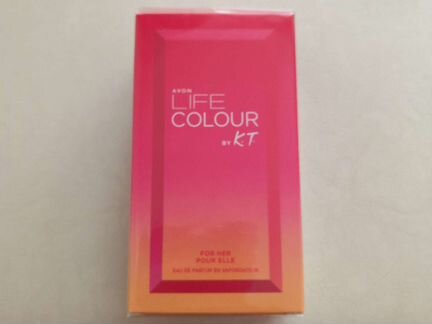 AVON
LIFE
COLOUR
BY K.T.
FOR HER
POUR ELLE
EAU DE PARFUM EN VAPORISATEUR